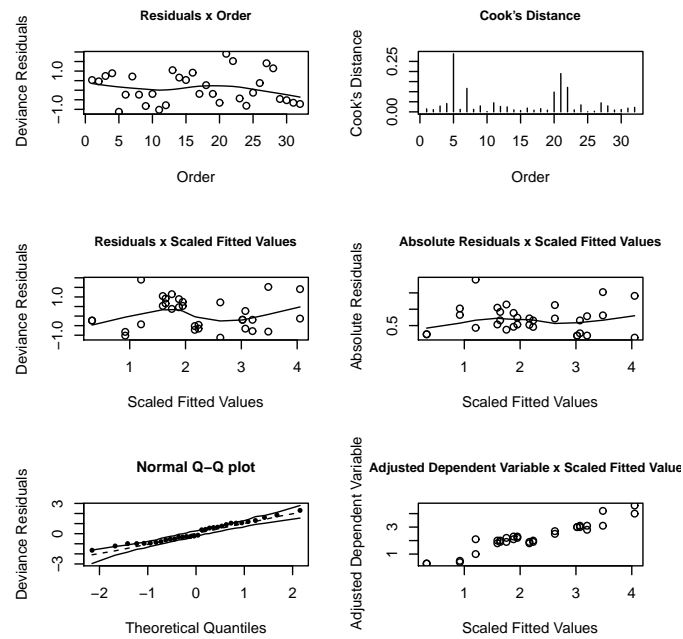 Residuals x Order
Deviance Residuals
1.0
−1.0
0 5 10 15 20 25 30
Order
Cook's Distance
Cook's Distance
0.25
0.00
0 5 10 15 20 25 30
Order
Residuals x Scaled Fitted Values
Deviance Residuals
1.0
−1.0
1 2 3 4
Scaled Fitted Values
Absolute Residuals x Scaled Fitted Values
Absolute Residuals
0.5
1 2 3 4
Scaled Fitted Values
Normal Q−Q plot
Deviance Residuals
3
0
−3
−2 −1 0 1 2
Theoretical Quantiles
Adjusted Dependent Variable x Scaled Fitted Value
Adjusted Dependent Variable
3
1
1 2 3 4
Scaled Fitted Values